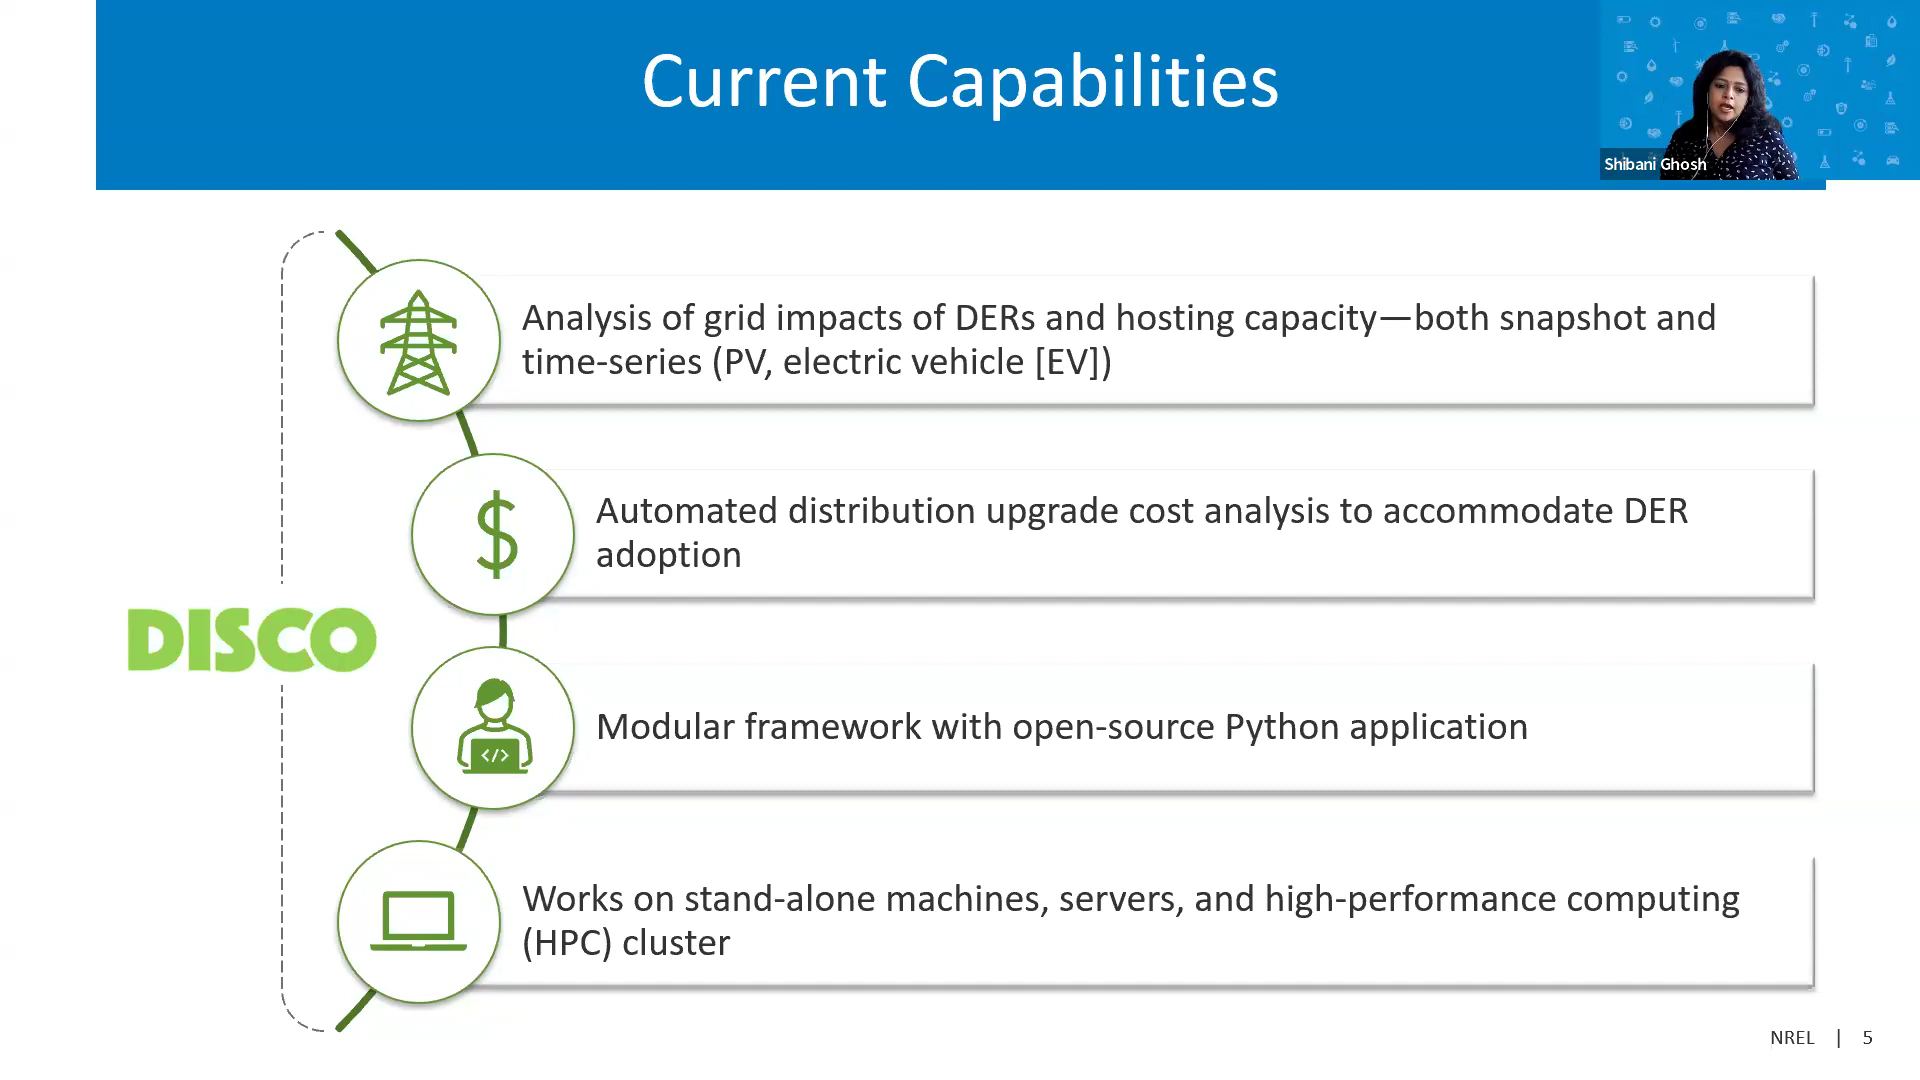 Current Capabilities
Shibani Ghosh
Analysis of grid impacts of DERs and hosting capacity—both snapshot and
time-series (PV, electric vehicle [EV])
Automated distribution upgrade cost analysis to accommodate DER
adoption
DISCO
</>
Modular framework with open-source Python application
Works on stand-alone machines, servers, and high-performance computing
(HPC) cluster
NREL | 5